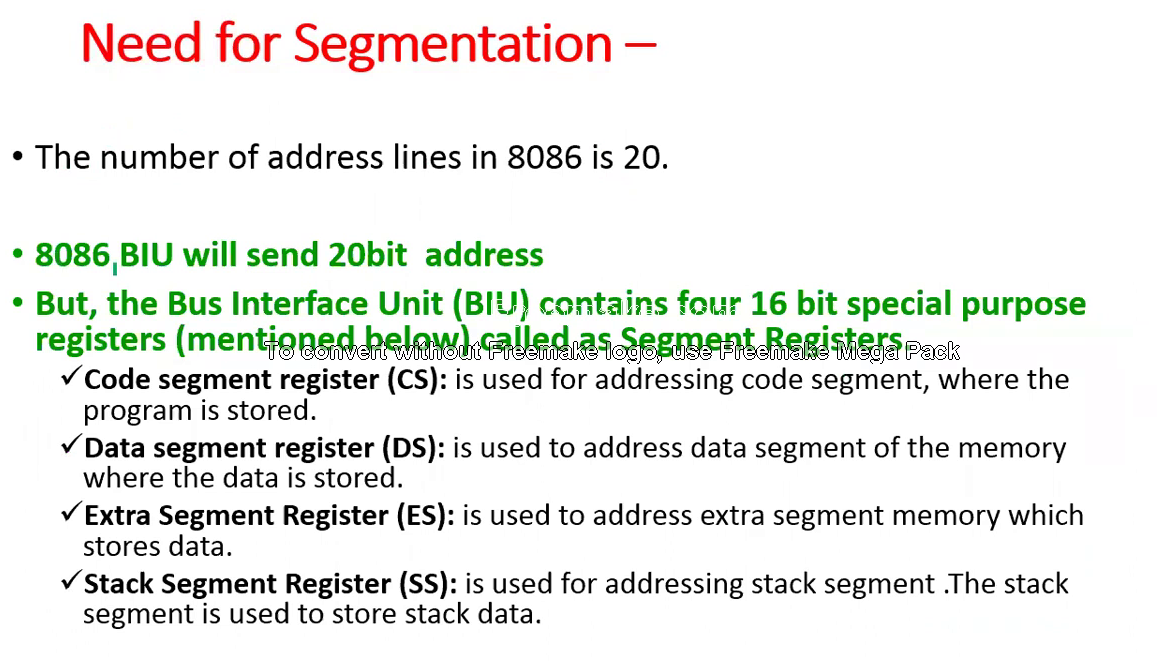 Need for Segmentation –
• The number of address lines in 8086 is 20.
• 8086 BIU will send 20bit address
• But, the Bus Interface Unit (BIU) contains four 16 bit special purpose
registers (mentioned below) called as Segment Registers
To convert without Freemake logo, use Freemake Mega Pack
✓Code segment register (CS): is used for addressing code segment, where the
program is stored.
✓Data segment register (DS): is used to address data segment of the memory
where the data is stored.
✓Extra Segment Register (ES): is used to address extra segment memory which
stores data.
✓Stack Segment Register (SS): is used for addressing stack segment .The stack
segment is used to store stack data.